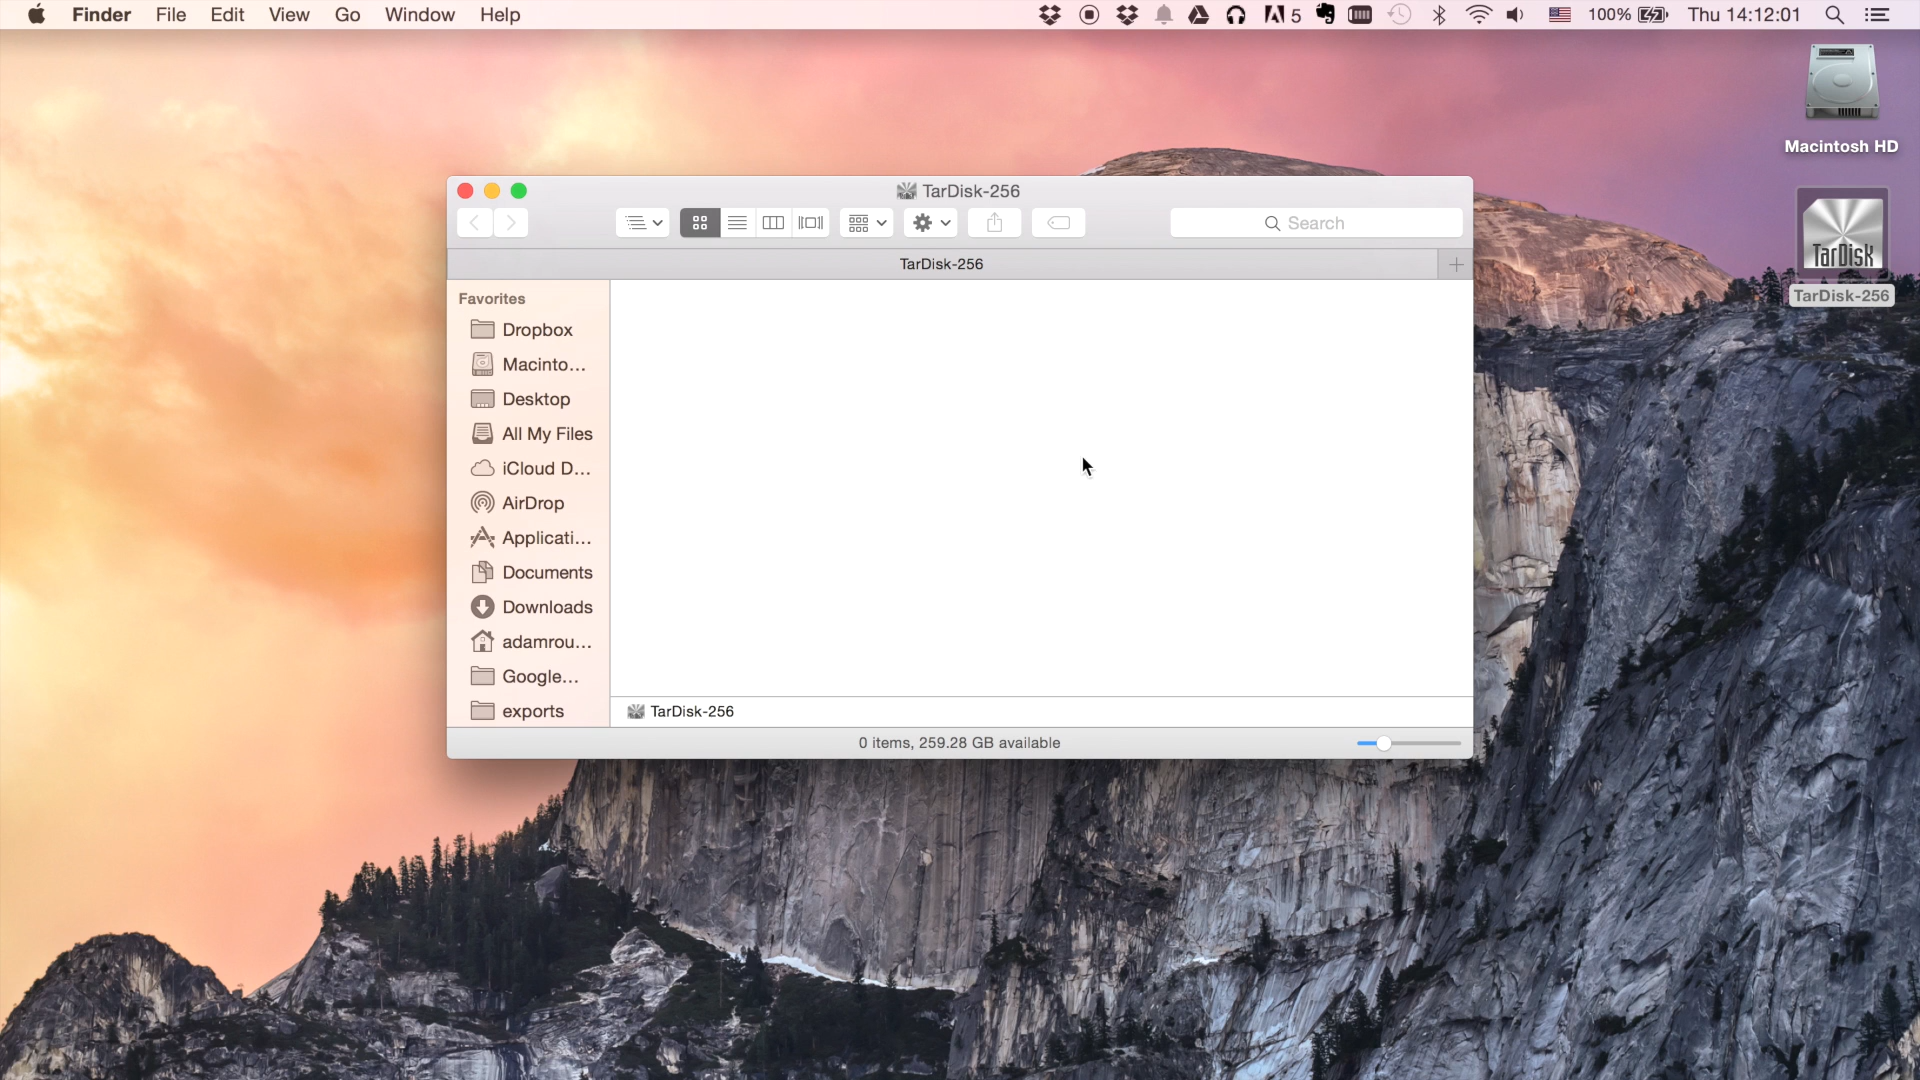 Finder File Edit View Go Window Help 5 100% Thu 14:12:01
Macintosh HD
TarDisk
TarDisk-256
TarDisk-256
Search
TarDisk-256
Favorites
Dropbox
Macinto...
Desktop
All My Files
iCloud D...
AirDrop
Applicati...
Documents
Downloads
adamrou...
Google...
exports
TarDisk-256
0 items, 259.28 GB available